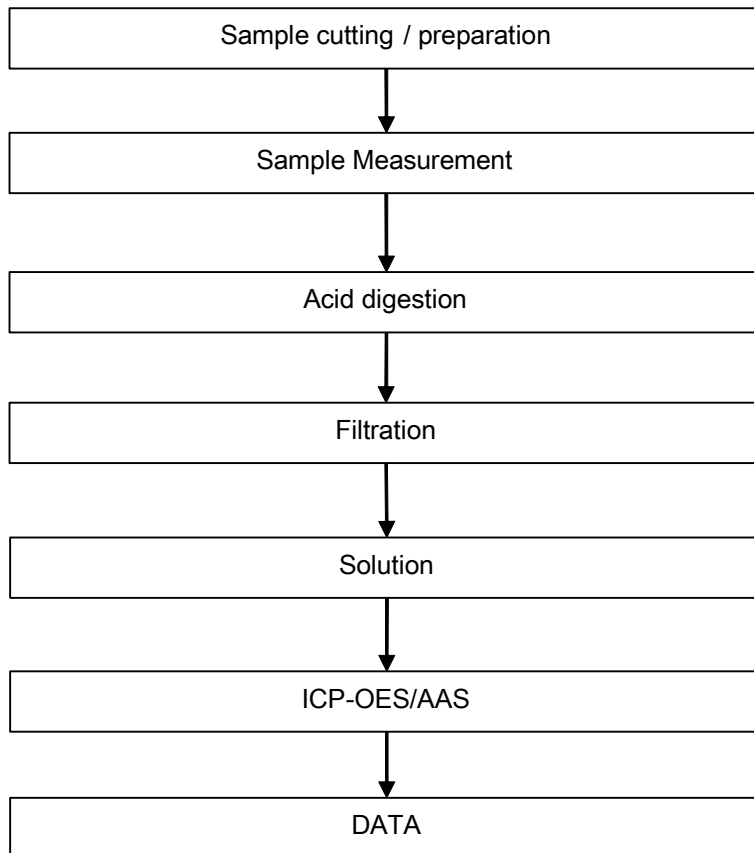 Sample cutting / preparation
Sample Measurement
Acid digestion
Filtration
Solution
ICP-OES/AAS
DATA